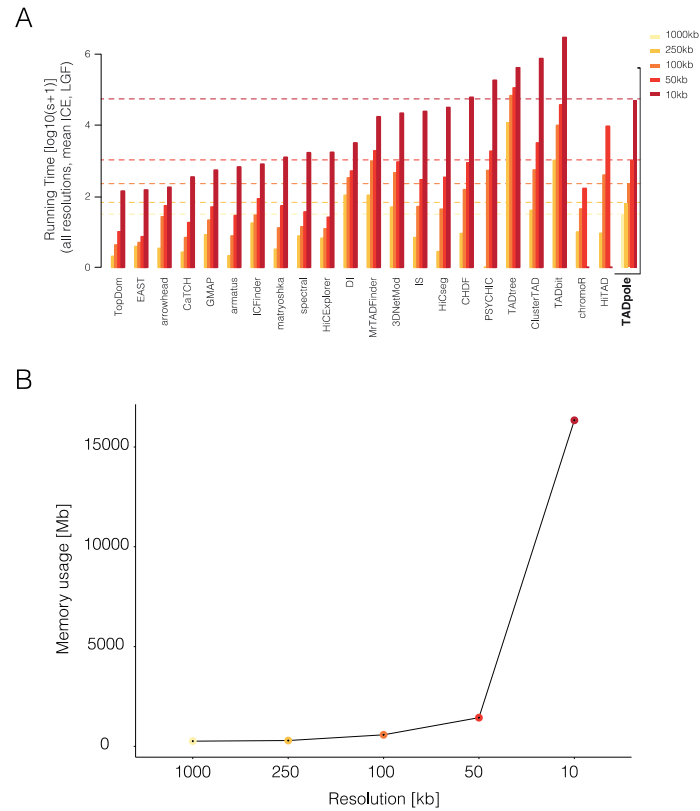 A
Running Time [log10(s+1)]
(all resolutions, mean ICE, LGF)
6
4
2
0
1000kb
250kb
100kb
50kb
10kb
TopDom
EAST
arrowhead
CaTCH
GMAP
armatus
ICFinder
matryoshka
spectral
HiCExplorer
DI
MrTADFinder
3DNetMod
IS
HiCseg
CHDF
PSYCHIC
TADtree
ClusterTAD
TADbit
chromoR
HiTAD
TADpole
B
Memory usage [Mb]
15000
10000
5000
0
1000 250 100 50 10
Resolution [kb]